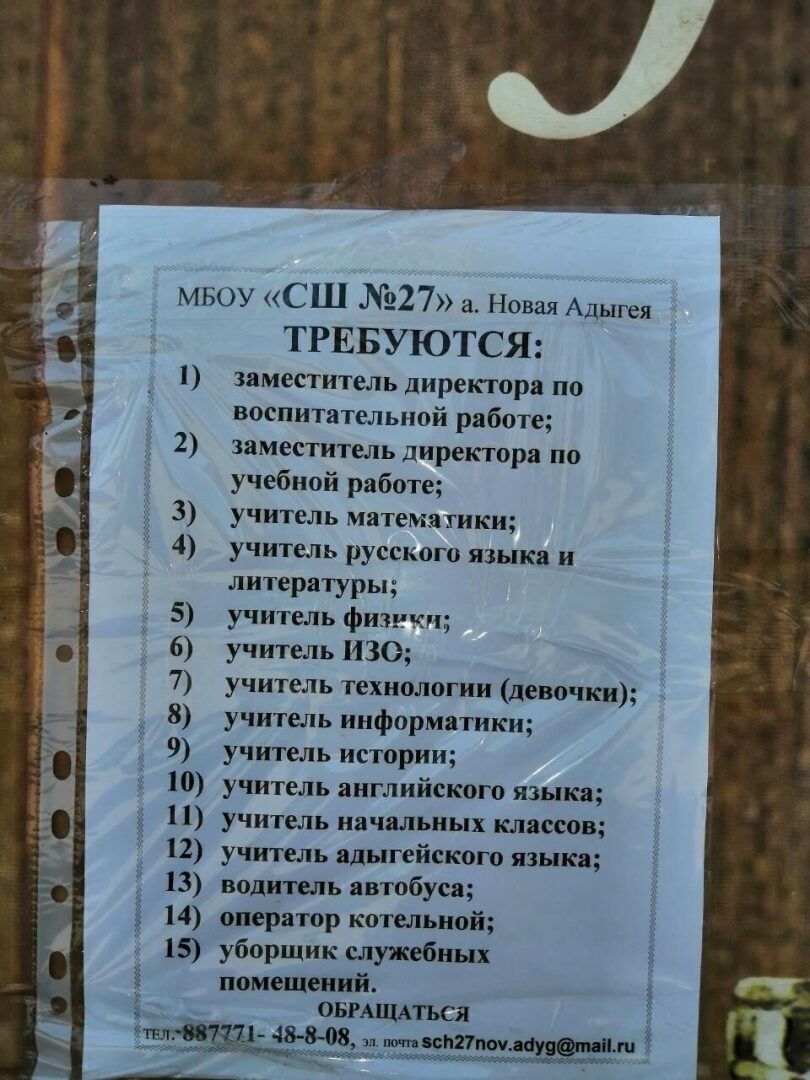 МБОУ «СШ №27» а. Новая Адыгея
ТРЕБУЮТСЯ:
1) заместитель директора по
воспитательной работе;
2) заместитель директора по
учебной работе;
3) учитель математики;
4) учитель русского языка и
литературы;
5) учитель физики;
6) учитель ИЗО;
7) учитель технологии (девочки);
8) учитель информатики;
9) учитель истории;
10) учитель английского языка;
11) учитель начальных классов;
12) учитель адыгейского языка;
13) водитель автобуса;
14) оператор котельной;
15) уборщик служебных
помещений.
ОБРАЩАТЬСЯ
тел.-887771- 48-8-08, эл. почта sch27nov.adyg@mail.ru